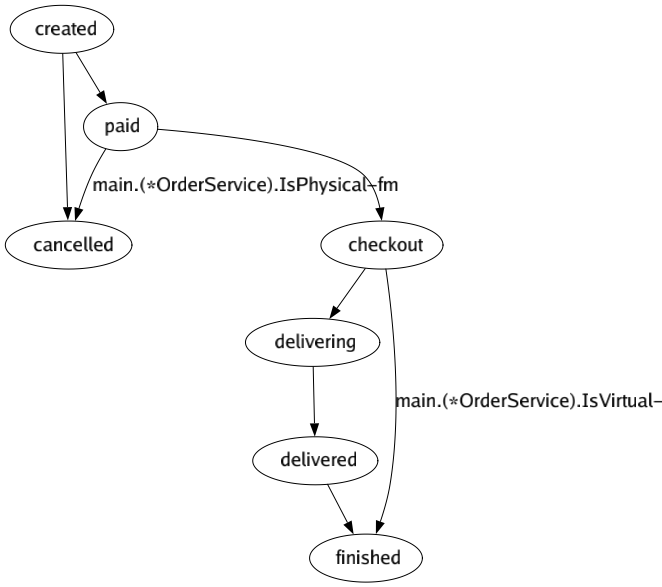 created
paid
main.(*OrderService).IsPhysical-fm
cancelled
checkout
delivering
main.(*OrderService).IsVirtual-
delivered
finished